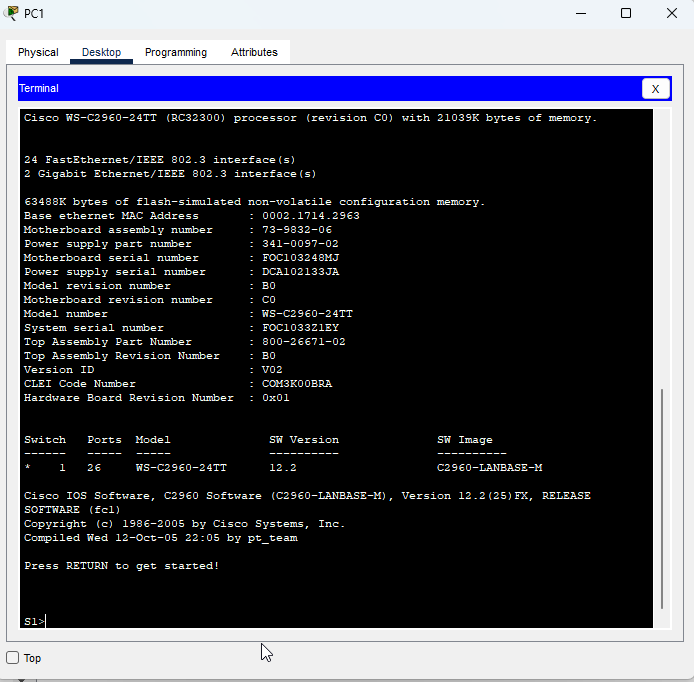 PC1
Physical Desktop Programming Attributes
Terminal X
Cisco WS-C2960-24TT (RC32300) processor (revision C0) with 21039K bytes of memory.
24 FastEthernet/IEEE 802.3 interface(s)
2 Gigabit Ethernet/IEEE 802.3 interface(s)
63488K bytes of flash-simulated non-volatile configuration memory.
Base ethernet MAC Address : 0002.1714.2963
Motherboard assembly number : 73-9832-06
Power supply part number : 341-0097-02
Motherboard serial number : FOC103248MJ
Power supply serial number : DCA102133JA
Model revision number : B0
Motherboard revision number : C0
Model number : WS-C2960-24TT
System serial number : FOC1033Z1EY
Top Assembly Part Number : 800-26671-02
Top Assembly Revision Number : B0
Version ID : V02
CLEI Code Number : COM3K00BRA
Hardware Board Revision Number : 0x01
Switch Ports Model SW Version SW Image
------ ----- ----- ---------- ----------
* 1 26 WS-C2960-24TT 12.2 C2960-LANBASE-M
Cisco IOS Software, C2960 Software (C2960-LANBASE-M), Version 12.2(25)FX, RELEASE
SOFTWARE (fc1)
Copyright (c) 1986-2005 by Cisco Systems, Inc.
Compiled Wed 12-Oct-05 22:05 by pt_team
Press RETURN to get started!
S1>
Top